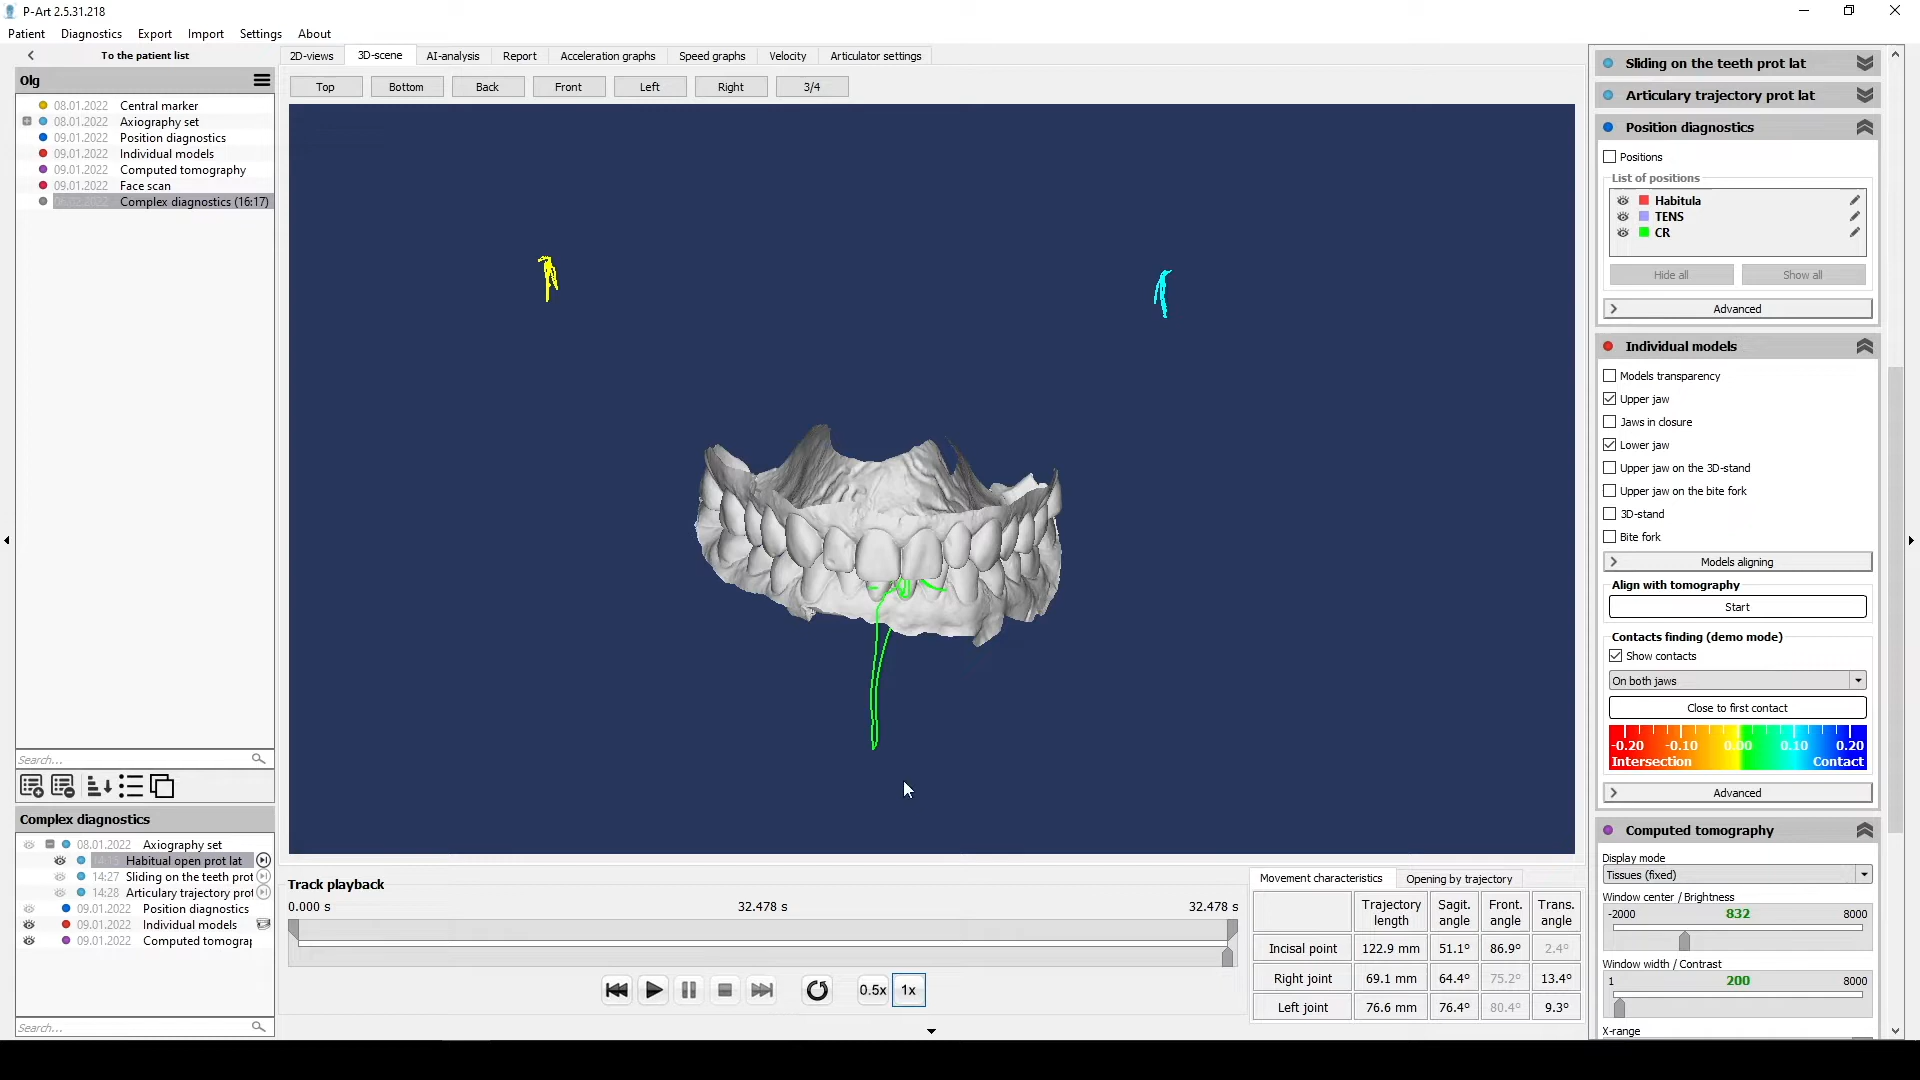 P-Art 2.5.31.218
Patient Diagnostics Export Import Settings About
To the patient list
Olg
08.01.2022 Central marker
08.01.2022 Axiography set
09.01.2022 Position diagnostics
09.01.2022 Individual models
09.01.2022 Computed tomography
09.01.2022 Face scan
Complex diagnostics (16:17)
Search...
Complex diagnostics
08.01.2022 Axiography set
Habitual open prot lat
14:27 Sliding on the teeth prot
14:28 Articulary trajectory prot
09.01.2022 Position diagnostics
09.01.2022 Individual models
09.01.2022 Computed tomograp
Search...
2D-views 3D-scene AI-analysis Report Acceleration graphs Speed graphs Velocity Articulator settings
Top Bottom Back Front Left Right 3/4
Track playback
0.000 s 32.478 s 32.478 s
0.5x 1x
Movement characteristics Opening by trajectory
Trajectory length Sagit. angle Front. angle Trans. angle
Incisal point 122.9 mm 51.1° 86.9° 2.4°
Right joint 69.1 mm 64.4° 75.2° 13.4°
Left joint 76.6 mm 76.4° 80.4° 9.3°
Sliding on the teeth prot lat
Articulary trajectory prot lat
Position diagnostics
Positions
List of positions
Habitula
TENS
CR
Hide all Show all
Advanced
Individual models
Models transparency
Upper jaw
Jaws in closure
Lower jaw
Upper jaw on the 3D-stand
Upper jaw on the bite fork
3D-stand
Bite fork
Models aligning
Align with tomography
Start
Contacts finding (demo mode)
Show contacts
On both jaws
Close to first contact
-0.20 -0.10 0.00 0.10 0.20
Intersection Contact
Advanced
Computed tomography
Display mode
Tissues (fixed)
Window center / Brightness
-2000 832 8000
Window width / Contrast
1 200 8000
X-range